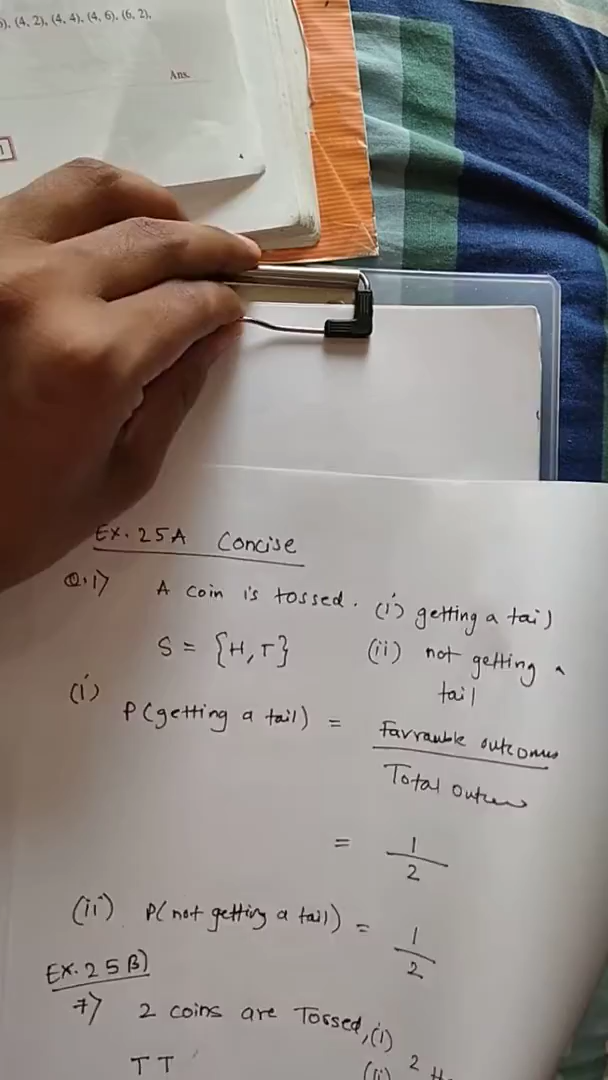 ), (4, 2), (4, 4), (4, 6), (6, 2),
Ans.
1
Ex. 25A Concise
Q.1) A coin is tossed. (i) getting a tail
S = {H, T} (ii) not getting a
tail
(i) P(getting a tail) = Favrauble outcomes
Total
= 1
2
(ii) P(not getting a tail) = 1
2
Ex. 25B)
7) 2 coins are Tossed, (i) 2 H
TT (ii)